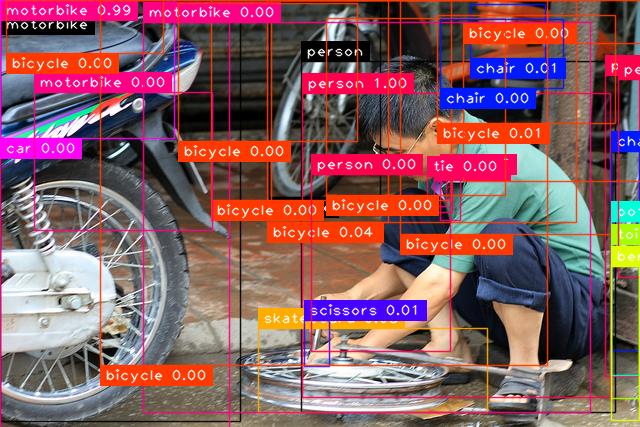 motorbike 0.99
motorbike 0.00
motorbike
bicycle 0.00
person
bicycle 0.00
chair 0.01
motorbike 0.00
person 1.00
chair 0.00
bicycle 0.01
car 0.00
bicycle 0.00
person 0.00
tie 0.00
bicycle 0.00
bicycle 0.00
bicycle 0.04
bicycle 0.00
scissors 0.01
bicycle 0.00